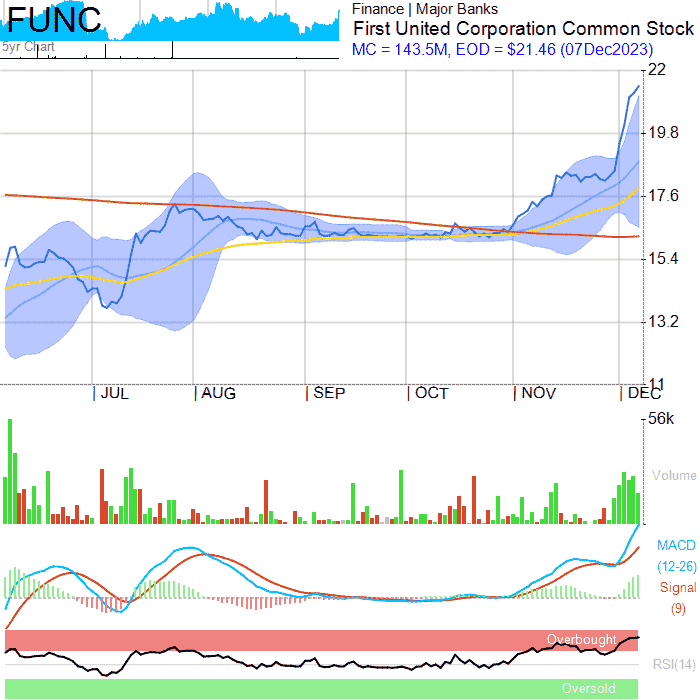 FUNC
5yr Chart
Finance | Major Banks
First United Corporation Common Stock
MC = 143.5M, EOD = $21.46 (07Dec2023)
22
19.8
17.6
15.4
13.2
11
JUL AUG SEP OCT NOV DEC
56k
Volume
MACD
(12-26)
Signal
(9)
Overbought
RSI(14)
Oversold